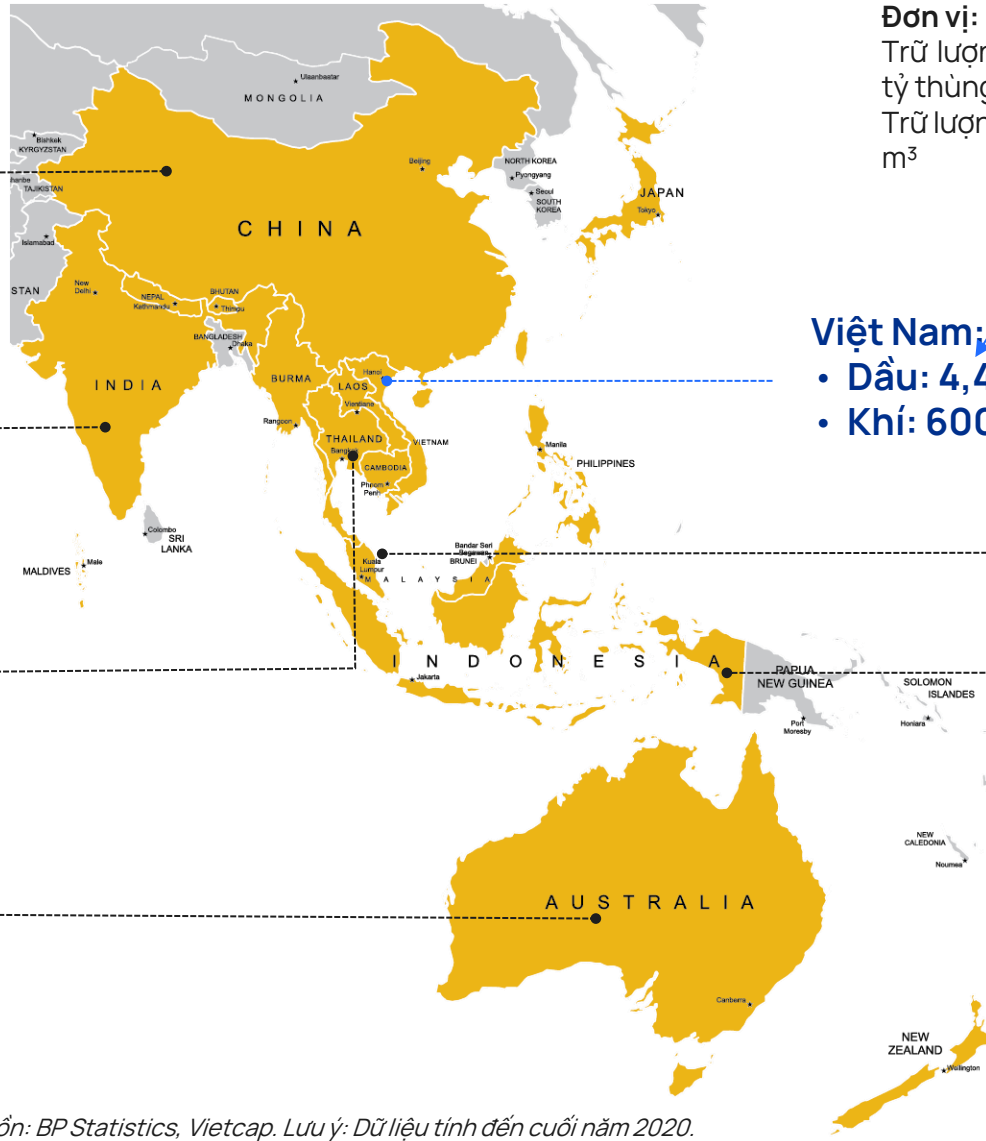 Đơn vị:
Trữ lượn
tỷ thùng
Trữ lượn
m³
Ulaanbaatar
MONGOLIA
Bishkek
KYRGYZSTAN
TAJIKISTAN
Islamabad
STAN
Beijing
NORTH KOREA
Pyongyang
Seoul
SOUTH
KOREA
JAPAN
Tokyo
CHINA
New
Delhi
NEPAL
Kathmandu
BHUTAN
Thimpu
BANGLADESH
Dhaka
INDIA
BURMA
Rangoon
Hanoi
LAOS
Vientiane
THAILAND
Bangkok
VIETNAM
CAMBODIA
Phnom
Penh
Việt Nam:
• Dầu: 4,4
• Khí: 600
Manila
PHILIPPINES
Colombo
SRI
LANKA
MALDIVES
Male
Bandar Seri
Begawan
BRUNEI
Kuala
Lumpur
MALAYSIA
INDONESIA
Jakarta
PAPUA
NEW GUINEA
Port
Moresby
SOLOMON
ISLANDES
Honiara
NEW
CALEDONIA
Noumea
AUSTRALIA
Canberra
NEW
ZEALAND
Wellington
ồn: BP Statistics, Vietcap. Lưu ý: Dữ liệu tính đến cuối năm 2020.